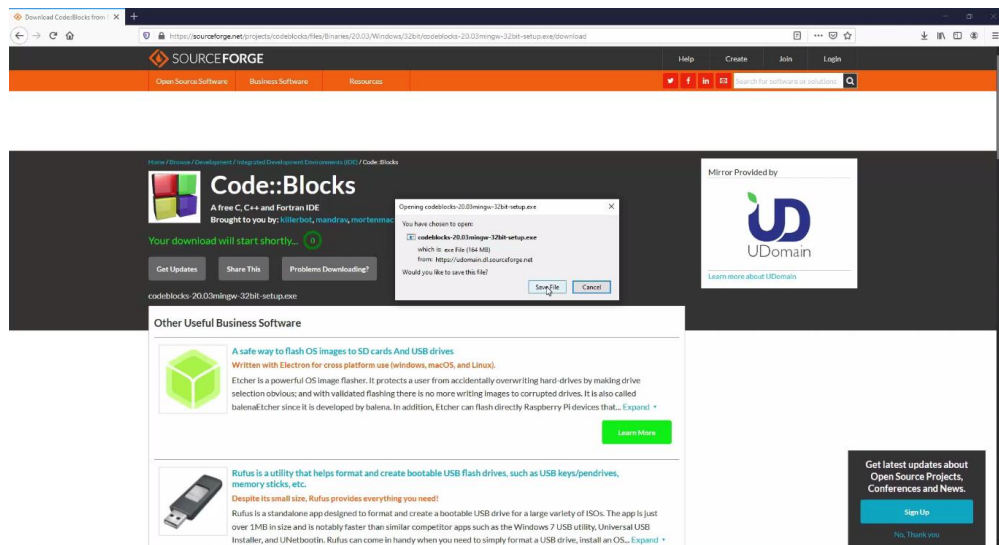 Download Code::Blocks from S
https://sourceforge.net/projects/codeblocks/files/Binaries/20.03/Windows/32bit/codeblocks-20.03mingw-32bit-setup.exe/download
SOURCEFORGE
Help Create Join Login
Open Source Software Business Software Resources
Search for software or solutions
Home / Browse / Development / Integrated Development Environments (IDE) / Code::Blocks
Code::Blocks
A free C, C++ and Fortran IDE
Brought to you by: killerbot, mandrav, mortenmac
Your download will start shortly... 0
Get Updates Share This Problems Downloading?
codeblocks-20.03mingw-32bit-setup.exe
Opening codeblocks-20.03mingw-32bit-setup.exe
You have chosen to open:
codeblocks-20.03mingw-32bit-setup.exe
which is: exe File (164 MB)
from: https://udomain.dl.sourceforge.net
Would you like to save this file?
Save File Cancel
Mirror Provided by
UDomain
Learn more about UDomain
Other Useful Business Software
A safe way to flash OS images to SD cards And USB drives
Written with Electron for cross platform use (windows, macOS, and Linux).
Etcher is a powerful OS image flasher. It protects a user from accidentally overwriting hard-drives by making drive
selection obvious; and with validated flashing there is no more writing images to corrupted drives. It is also called
balenaEtcher since it is developed by balena. In addition, Etcher can flash directly Raspberry Pi devices that... Expand
Learn More
Rufus is a utility that helps format and create bootable USB flash drives, such as USB keys/pendrives,
memory sticks, etc.
Despite its small size, Rufus provides everything you need!
Rufus is a standalone app designed to format and create a bootable USB drive for a large variety of ISOs. The app is just
over 1MB in size and is notably faster than similar competitor apps such as the Windows 7 USB utility, Universal USB
Installer, and UNetbootin. Rufus can come in handy when you need to simply format a USB drive, install an OS... Expand
Get latest updates about
Open Source Projects,
Conferences and News.
Sign Up
No, Thank you